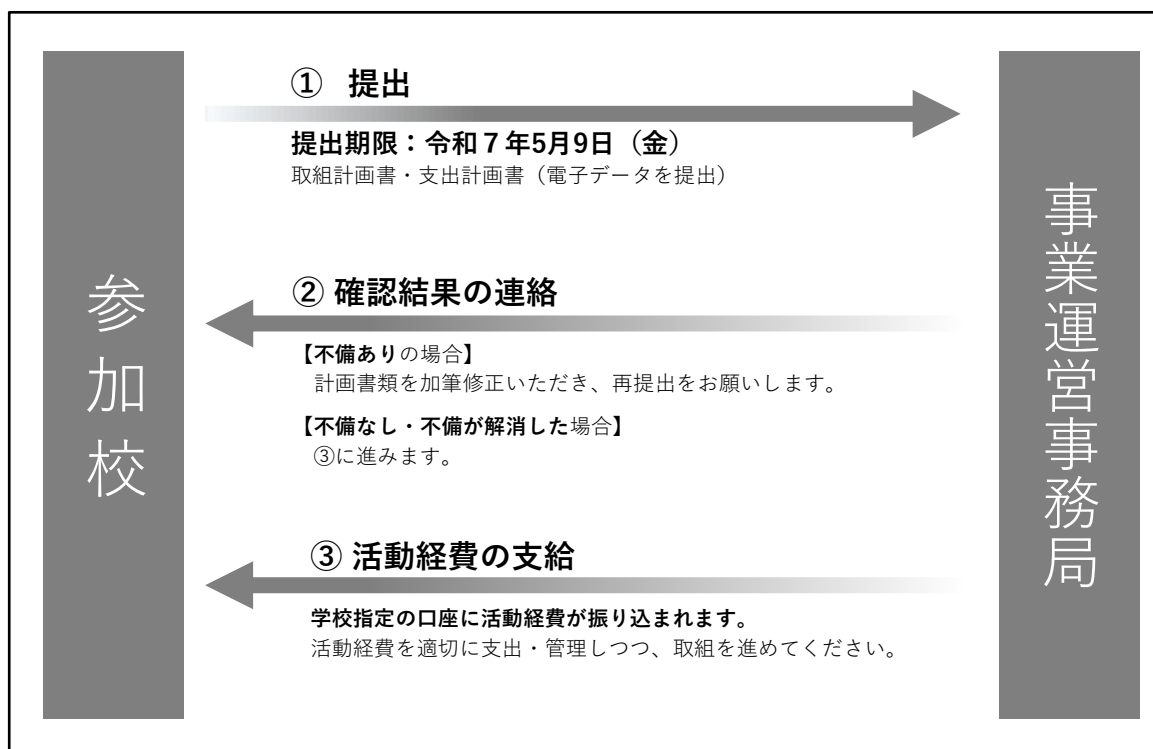 参加校
① 提出
提出期限：令和７年5月9日（金）
取組計画書・支出計画書（電子データを提出）
② 確認結果の連絡
【不備ありの場合】
計画書類を加筆修正いただき、再提出をお願いします。
【不備なし・不備が解消した場合】
③に進みます。
③ 活動経費の支給
学校指定の口座に活動経費が振り込まれます。
活動経費を適切に支出・管理しつつ、取組を進めてください。
事業運営事務局